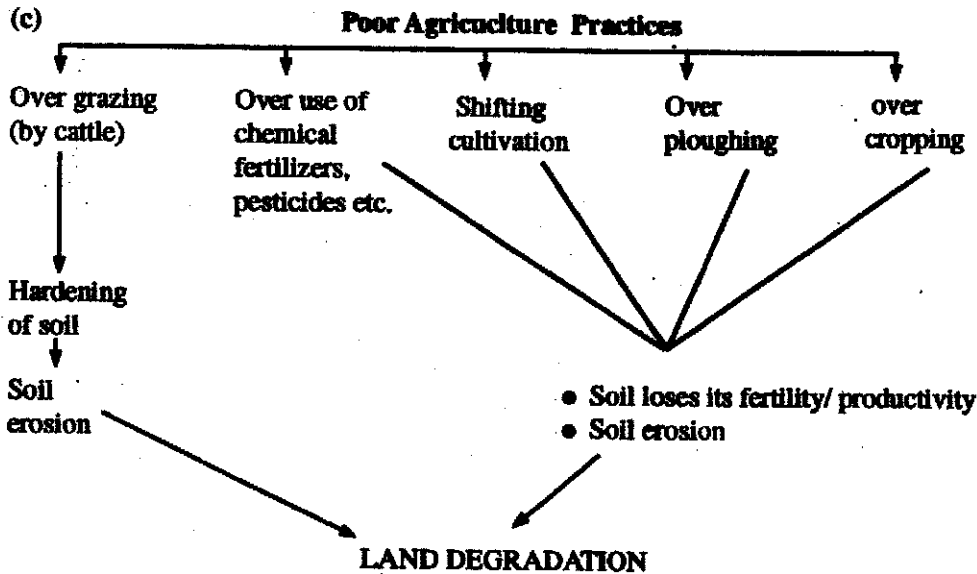 (c)
Poor Agricuclture Practices
Over grazing
(by cattle)
Over use of
chemical
fertilizers,
pesticides etc.
Shifting
cultivation
Over
ploughing
over
cropping
Hardening
of soil
Soil
erosion
● Soil loses its fertility/ productivity
● Soil erosion
LAND DEGRADATION